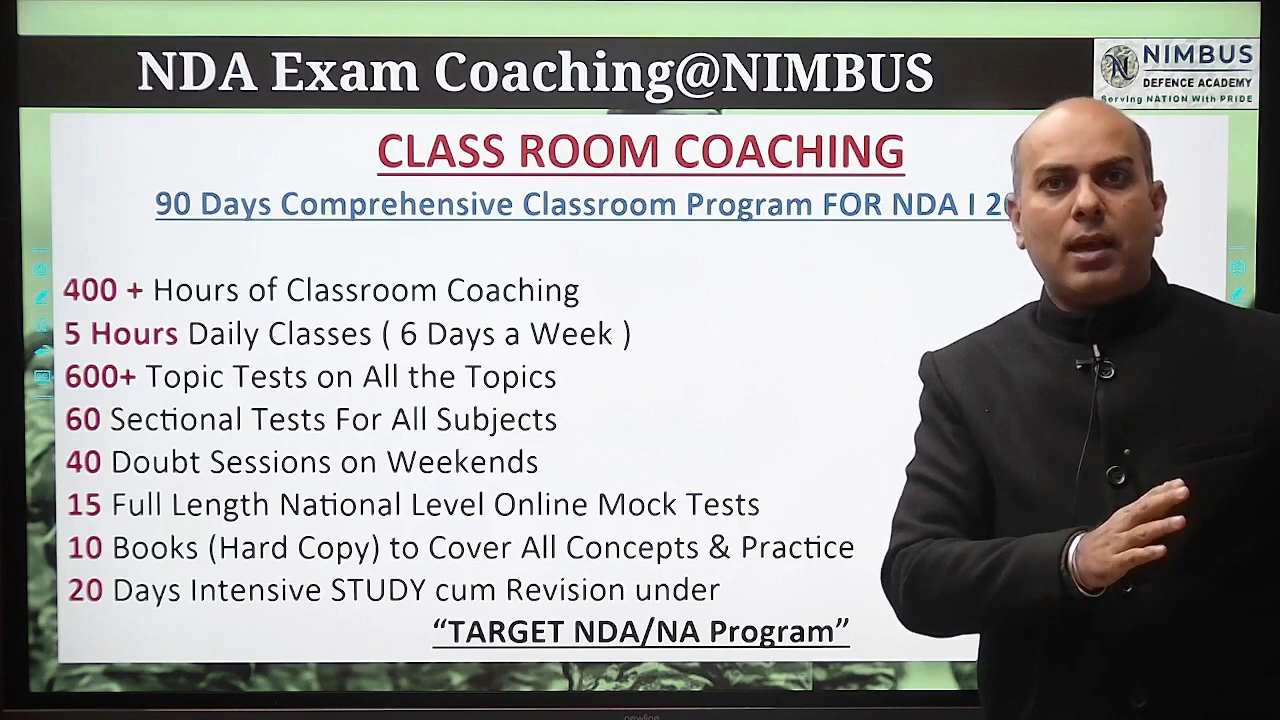 NDA Exam Coaching@NIMBUS
NIMBUS
DEFENCE ACADEMY
Serving NATION With PRIDE
CLASS ROOM COACHING
90 Days Comprehensive Classroom Program FOR NDA I
400 + Hours of Classroom Coaching
5 Hours Daily Classes ( 6 Days a Week )
600+ Topic Tests on All the Topics
60 Sectional Tests For All Subjects
40 Doubt Sessions on Weekends
15 Full Length National Level Online Mock Tests
10 Books (Hard Copy) to Cover All Concepts & Practice
20 Days Intensive STUDY cum Revision under
“TARGET NDA/NA Program”
newline